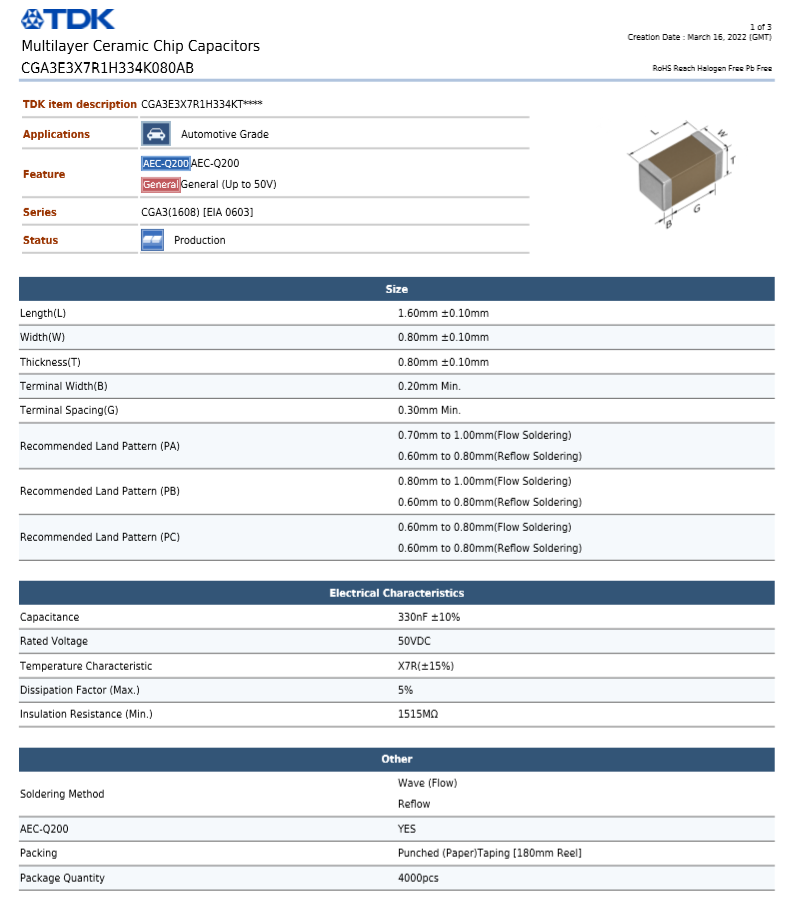 TDK
1 of 3
Creation Date : March 16, 2022 (GMT)
Multilayer Ceramic Chip Capacitors
CGA3E3X7R1H334K080AB
RoHS Reach Halogen Free Pb Free
TDK item description CGA3E3X7R1H334KT****
Applications Automotive Grade
Feature
AEC-Q200 AEC-Q200
General General (Up to 50V)
Series CGA3(1608) [EIA 0603]
Status Production
L W T G B
Size
Length(L) 1.60mm ±0.10mm
Width(W) 0.80mm ±0.10mm
Thickness(T) 0.80mm ±0.10mm
Terminal Width(B) 0.20mm Min.
Terminal Spacing(G) 0.30mm Min.
Recommended Land Pattern (PA)
0.70mm to 1.00mm(Flow Soldering)
0.60mm to 0.80mm(Reflow Soldering)
Recommended Land Pattern (PB)
0.80mm to 1.00mm(Flow Soldering)
0.60mm to 0.80mm(Reflow Soldering)
Recommended Land Pattern (PC)
0.60mm to 0.80mm(Flow Soldering)
0.60mm to 0.80mm(Reflow Soldering)
Electrical Characteristics
Capacitance 330nF ±10%
Rated Voltage 50VDC
Temperature Characteristic X7R(±15%)
Dissipation Factor (Max.) 5%
Insulation Resistance (Min.) 1515MΩ
Other
Soldering Method
Wave (Flow)
Reflow
AEC-Q200 YES
Packing Punched (Paper)Taping [180mm Reel]
Package Quantity 4000pcs